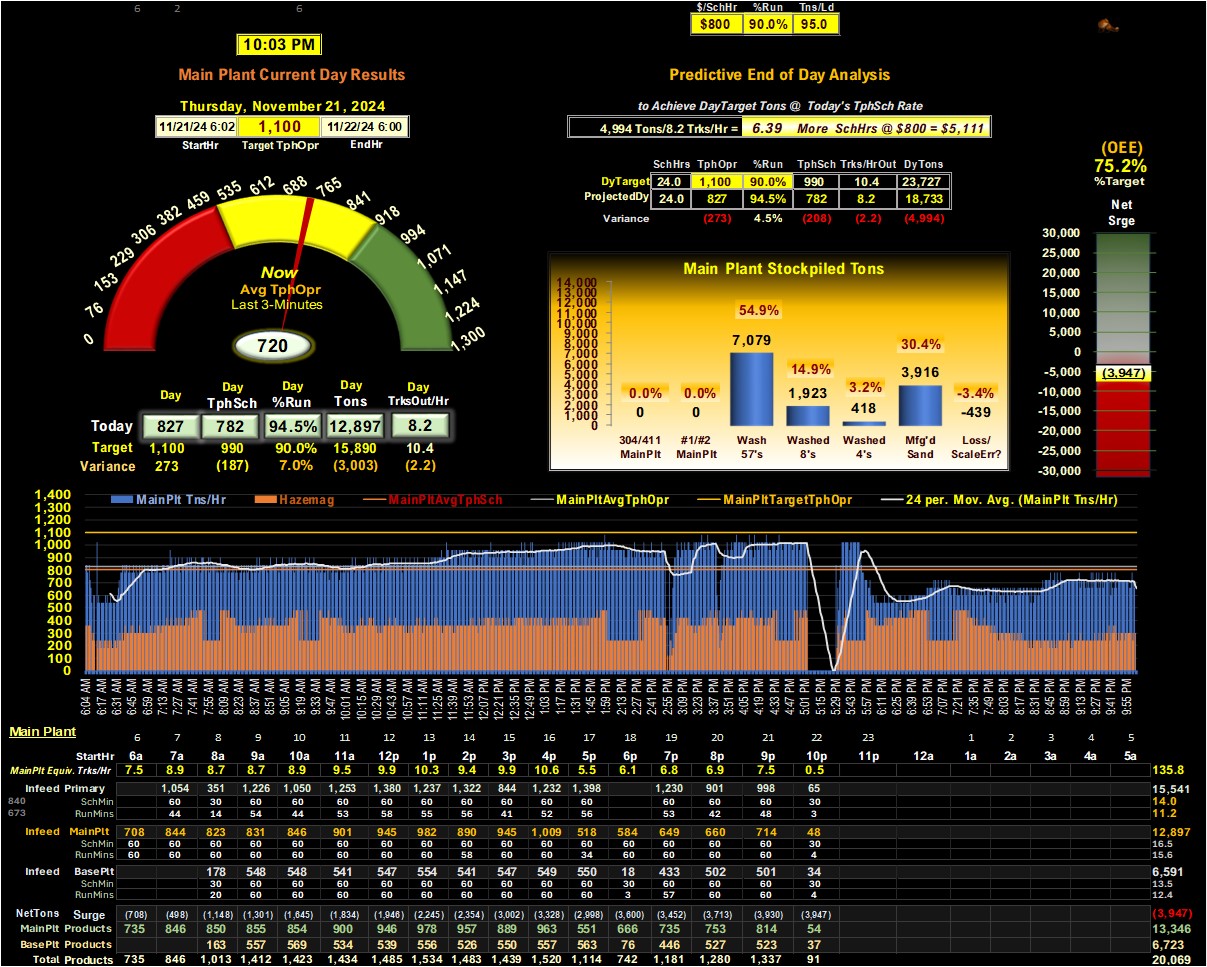 6 2 6
$/SchHr %Run Tns/Ld
$800 90.0% 95.0
10:03 PM
Main Plant Current Day Results
Predictive End of Day Analysis
Thursday, November 21, 2024
to Achieve DayTarget Tons @ Today's TphSch Rate
11/21/24 6:02 1,100 11/22/24 6:00
StartHr Target TphOpr EndHr
4,994 Tons/8.2 Trks/Hr = 6.39 More SchHrs @ $800 = $5,111
(OEE)
75.2%
%Target
SchHrs TphOpr %Run TphSch Trks/HrOut DyTons
DyTarget 24.0 1,100 90.0% 990 10.4 23,727
ProjectedDy 24.0 827 94.5% 782 8.2 18,733
Variance (273) 4.5% (208) (2.2) (4,994)
Net
Srge
30,000
25,000
20,000
15,000
10,000
5,000
0
-5,000
-10,000
-15,000
-20,000
-25,000
-30,000
(3,947)
0 76 153 229 306 382 459 535 612 688 765 841 918 994 1,071 1,147 1,224 1,300
Now
Avg TphOpr
Last 3-Minutes
720
Main Plant Stockpiled Tons
14,000
13,000
12,000
11,000
10,000
9,000
8,000
7,000
6,000
5,000
4,000
3,000
2,000
1,000
0
0.0% 0.0% 54.9% 14.9% 3.2% 30.4% -3.4%
0 0 7,079 1,923 418 3,916 -439
304/411 #1/#2 Wash Washed Washed Mfg'd Loss/
MainPlt MainPlt 57's 8's 4's Sand ScaleErr?
Day Day Day Day Day
TphSch %Run Tons TrksOut/Hr
Today 827 782 94.5% 12,897 8.2
Target 1,100 990 90.0% 15,890 10.4
Variance 273 (187) 7.0% (3,003) (2.2)
MainPlt Tns/Hr Hazemag MainPltAvgTphSch MainPltAvgTphOpr MainPltTargetTphOpr 24 per. Mov. Avg. (MainPlt Tns/Hr)
1,400
1,300
1,200
1,100
1,000
900
800
700
600
500
400
300
200
100
0
6:04 AM 6:17 AM 6:31 AM 6:45 AM 6:59 AM 7:13 AM 7:27 AM 7:41 AM 7:55 AM 8:09 AM 8:23 AM 8:37 AM 8:51 AM 9:05 AM 9:19 AM 9:33 AM 9:47 AM 10:01 AM 10:15 AM 10:29 AM 10:43 AM 10:57 AM 11:11 AM 11:25 AM 11:39 AM 11:53 AM 12:07 PM 12:21 PM 12:35 PM 12:49 PM 1:03 PM 1:17 PM 1:31 PM 1:45 PM 1:59 PM 2:13 PM 2:27 PM 2:41 PM 2:55 PM 3:09 PM 3:23 PM 3:37 PM 3:51 PM 4:05 PM 4:19 PM 4:33 PM 4:47 PM 5:01 PM 5:15 PM 5:29 PM 5:43 PM 5:57 PM 6:11 PM 6:25 PM 6:39 PM 6:53 PM 7:07 PM 7:21 PM 7:35 PM 7:49 PM 8:03 PM 8:17 PM 8:31 PM 8:45 PM 8:59 PM 9:13 PM 9:27 PM 9:41 PM 9:55 PM
Main Plant
6 7 8 9 10 11 12 13 14 15 16 17 18 19 20 21 22 23 1 2 3 4 5
StartHr 6a 7a 8a 9a 10a 11a 12p 1p 2p 3p 4p 5p 6p 7p 8p 9p 10p 11p 12a 1a 2a 3a 4a 5a
MainPlt Equiv. Trks/Hr 7.5 8.9 8.7 8.7 8.9 9.5 9.9 10.3 9.4 9.9 10.6 5.5 6.1 6.8 6.9 7.5 0.5 135.8
Infeed Primary 1,054 351 1,226 1,050 1,253 1,380 1,237 1,322 844 1,232 1,398 1,230 901 998 65 15,541
840 SchMin 60 30 60 60 60 60 60 60 60 60 60 60 60 60 30 14.0
673 RunMins 44 14 54 44 53 58 55 56 41 52 56 53 42 48 3 11.2
Infeed MainPlt 708 844 823 831 846 901 945 982 890 945 1,009 518 584 649 660 714 48 12,897
SchMin 60 60 60 60 60 60 60 60 60 60 60 60 60 60 60 60 30 16.5
RunMins 60 60 60 60 60 60 60 60 58 60 60 34 60 60 60 60 4 15.6
Infeed BasePlt 178 548 548 541 547 554 541 547 549 550 18 433 502 501 34 6,591
SchMin 30 60 60 60 60 60 60 60 60 60 30 60 60 60 30 13.5
RunMins 20 60 60 60 60 60 60 60 60 60 3 57 60 60 4 12.4
NetTons Surge (708) (498) (1,148) (1,301) (1,645) (1,834) (1,946) (2,245) (2,354) (3,002) (3,328) (2,998) (3,600) (3,452) (3,713) (3,930) (3,947) (3,947)
MainPlt Products 735 846 850 855 854 900 946 978 957 889 963 551 666 735 753 814 54 13,346
BasePlt Products 163 557 569 534 539 556 526 550 557 563 76 446 527 523 37 6,723
Total Products 735 846 1,013 1,412 1,423 1,434 1,485 1,534 1,483 1,439 1,520 1,114 742 1,181 1,280 1,337 91 20,069